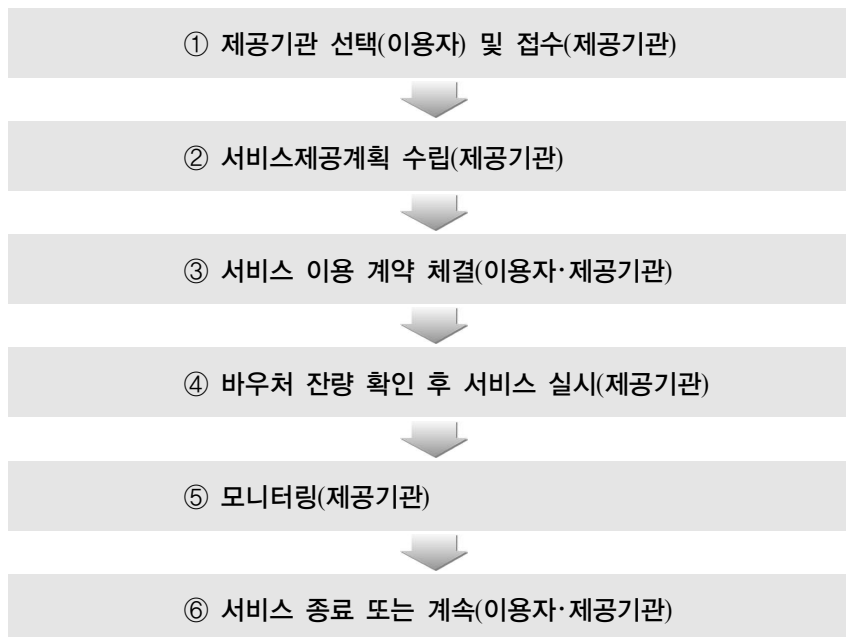 ① 제공기관 선택(이용자) 및 접수(제공기관)
② 서비스제공계획 수립(제공기관)
③ 서비스 이용 계약 체결(이용자·제공기관)
④ 바우처 잔량 확인 후 서비스 실시(제공기관)
⑤ 모니터링(제공기관)
⑥ 서비스 종료 또는 계속(이용자·제공기관)